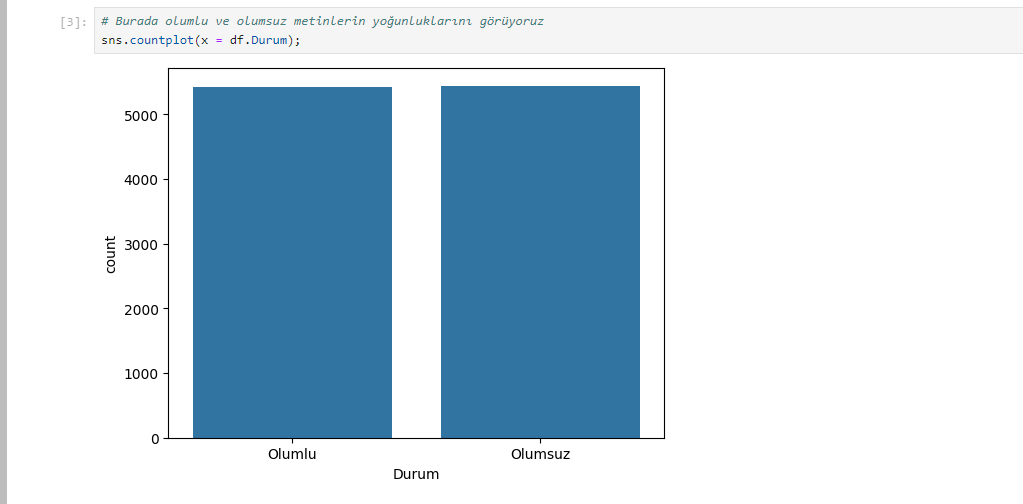 [3]: # Burada olumlu ve olumsuz metinlerin yoğunluklarını görüyoruz
sns.countplot(x = df.Durum);
5000
4000
3000
2000
1000
0
count
Olumlu Olumsuz
Durum